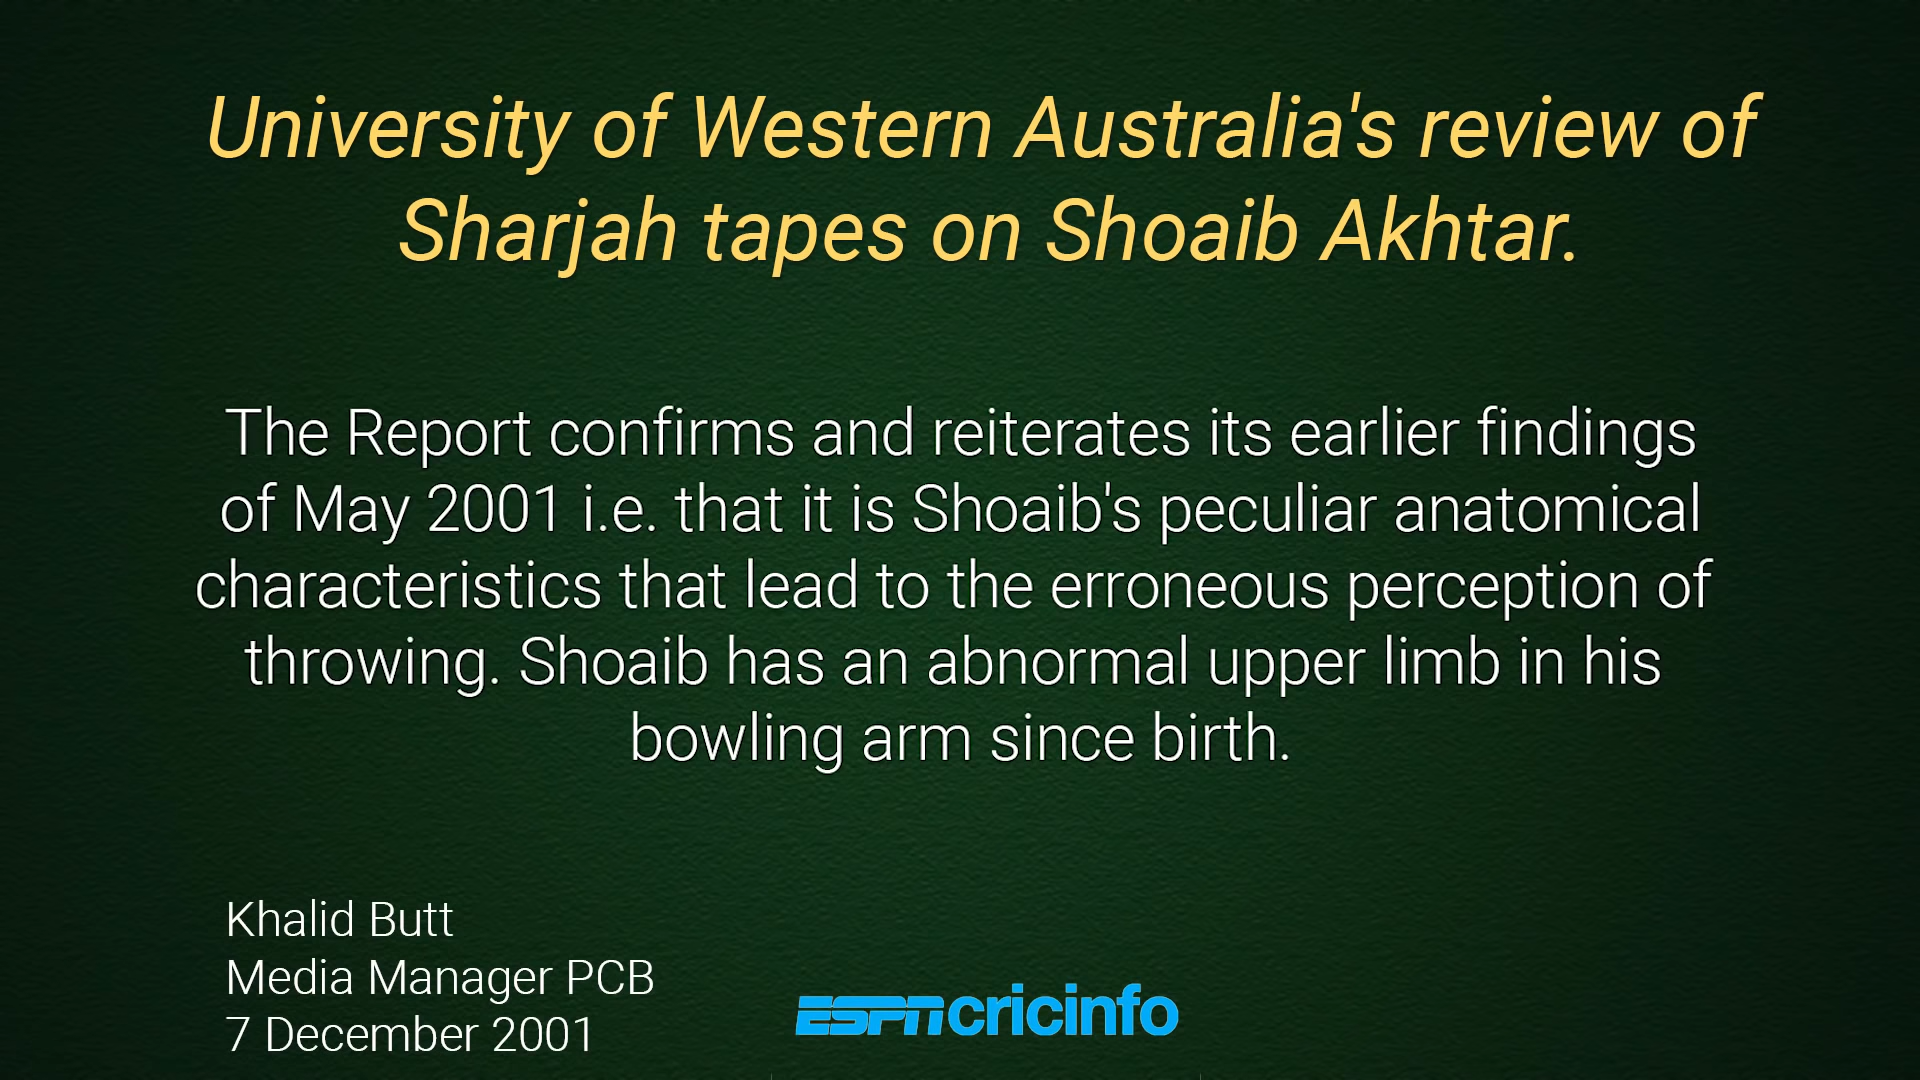 University of Western Australia's review of
Sharjah tapes on Shoaib Akhtar.
The Report confirms and reiterates its earlier findings
of May 2001 i.e. that it is Shoaib's peculiar anatomical
characteristics that lead to the erroneous perception of
throwing. Shoaib has an abnormal upper limb in his
bowling arm since birth.
Khalid Butt
Media Manager PCB
7 December 2001
ESPNcricinfo